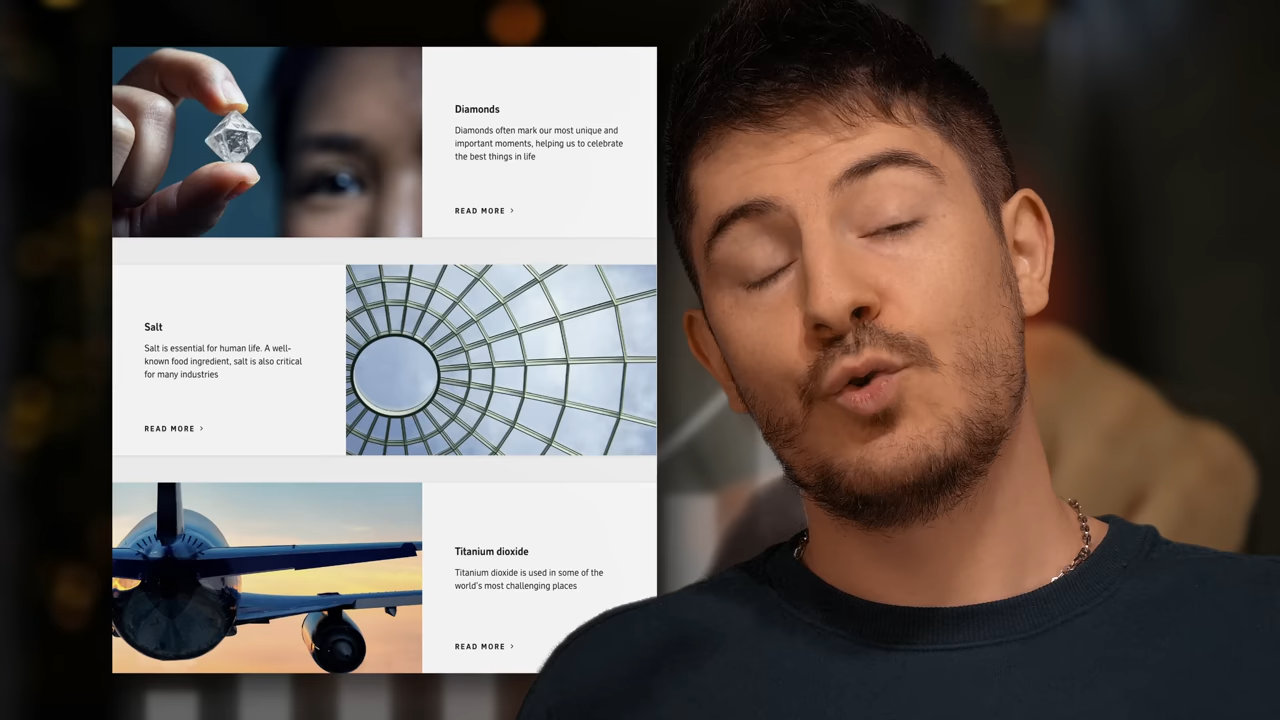 Diamonds
Diamonds often mark our most unique and
important moments, helping us to celebrate
the best things in life
READ MORE >
Salt
Salt is essential for human life. A well-
known food ingredient, salt is also critical
for many industries
READ MORE >
Titanium dioxide
Titanium dioxide is used in some of the
world's most challenging places
READ MORE >